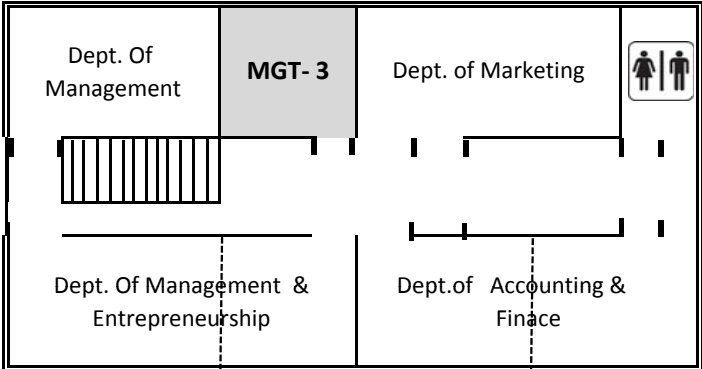 Dept. Of
Management
MGT- 3
Dept. of Marketing
Dept. Of Management &
Entrepreneurship
Dept.of Accounting &
Finace